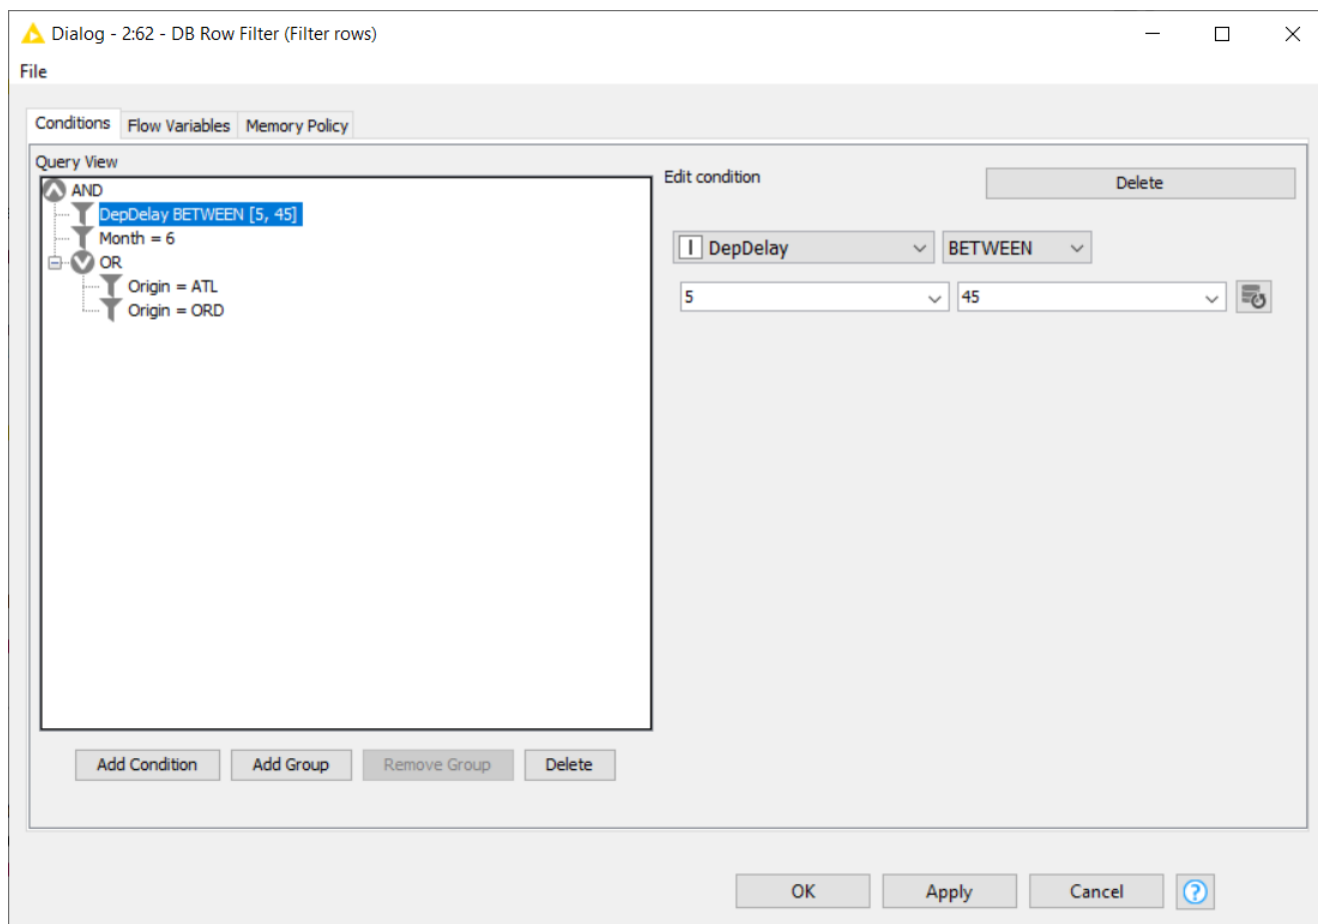 Dialog - 2:62 - DB Row Filter (Filter rows)
File
Conditions Flow Variables Memory Policy
Query View
Edit condition
Delete
AND
DepDelay BETWEEN [5, 45]
Month = 6
OR
Origin = ATL
Origin = ORD
I DepDelay BETWEEN
5 45
Add Condition Add Group Remove Group Delete
OK Apply Cancel ?